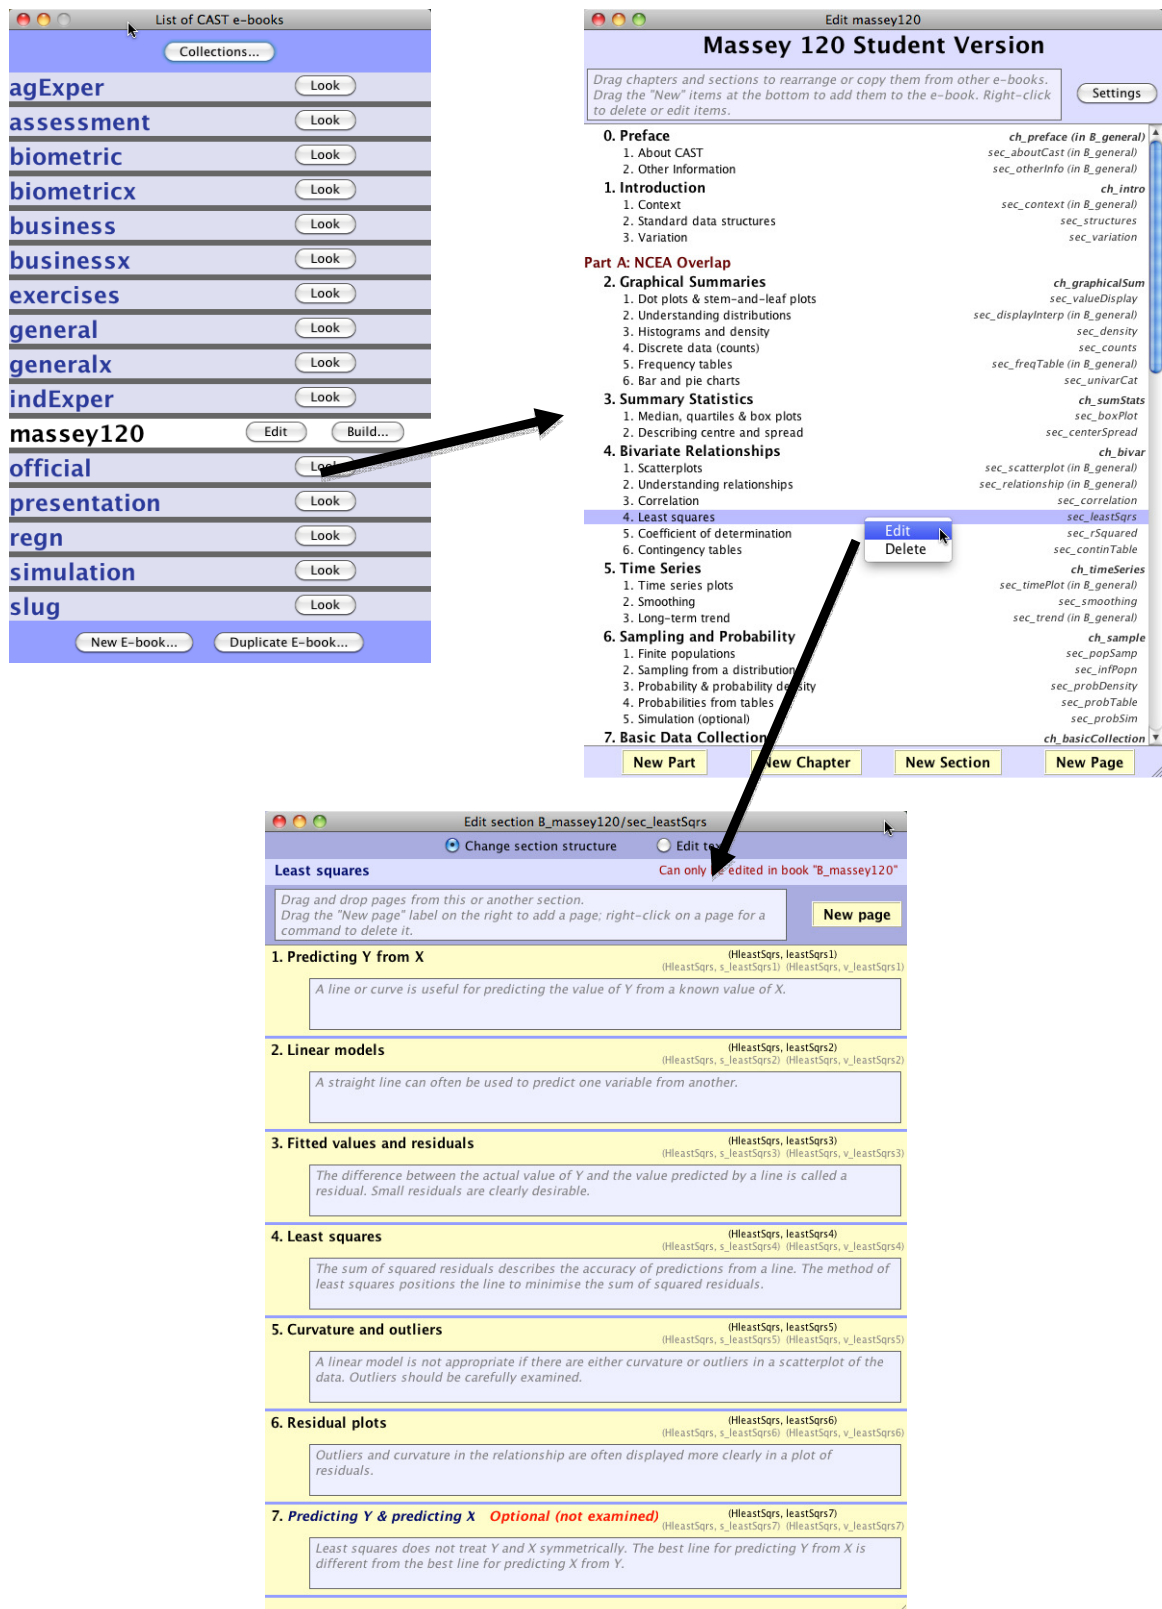 List of CAST e-books
Collections...
agExper Look
assessment Look
biometric Look
biometricx Look
business Look
businessx Look
exercises Look
general Look
generalx Look
indExper Look
massey120 Edit Build...
official Look
presentation Look
regn Look
simulation Look
slug Look
New E-book... Duplicate E-book...
Edit massey120
Massey 120 Student Version
Drag chapters and sections to rearrange or copy them from other e-books.
Drag the "New" items at the bottom to add them to the e-book. Right-click
to delete or edit items.
Settings
0. Preface ch_preface (in B_general)
1. About CAST sec_aboutCast (in B_general)
2. Other Information sec_otherInfo (in B_general)
1. Introduction ch_intro
1. Context sec_context (in B_general)
2. Standard data structures sec_structures
3. Variation sec_variation
Part A: NCEA Overlap
2. Graphical Summaries ch_graphicalSum
1. Dot plots & stem-and-leaf plots sec_valueDisplay
2. Understanding distributions sec_displayInterp (in B_general)
3. Histograms and density sec_density
4. Discrete data (counts) sec_counts
5. Frequency tables sec_freqTable (in B_general)
6. Bar and pie charts sec_univarCat
3. Summary Statistics ch_sumStats
1. Median, quartiles & box plots sec_boxPlot
2. Describing centre and spread sec_centerSpread
4. Bivariate Relationships ch_bivar
1. Scatterplots sec_scatterplot (in B_general)
2. Understanding relationships sec_relationship (in B_general)
3. Correlation sec_correlation
4. Least squares sec_leastSqrs
5. Coefficient of determination sec_rSquared
6. Contingency tables sec_continTable
Edit
Delete
5. Time Series ch_timeSeries
1. Time series plots sec_timePlot (in B_general)
2. Smoothing sec_smoothing
3. Long-term trend sec_trend (in B_general)
6. Sampling and Probability ch_sample
1. Finite populations sec_popSamp
2. Sampling from a distribution sec_infPopn
3. Probability & probability density sec_probDensity
4. Probabilities from tables sec_probTable
5. Simulation (optional) sec_probSim
7. Basic Data Collection ch_basicCollection
New Part New Chapter New Section New Page
Edit section B_massey120/sec_leastSqrs
Change section structure Edit text
Least squares Can only be edited in book "B_massey120"
Drag and drop pages from this or another section.
Drag the "New page" label on the right to add a page; right-click on a page for a
command to delete it.
New page
1. Predicting Y from X (HleastSqrs, leastSqrs1)
(HleastSqrs, s_leastSqrs1) (HleastSqrs, v_leastSqrs1)
A line or curve is useful for predicting the value of Y from a known value of X.
2. Linear models (HleastSqrs, leastSqrs2)
(HleastSqrs, s_leastSqrs2) (HleastSqrs, v_leastSqrs2)
A straight line can often be used to predict one variable from another.
3. Fitted values and residuals (HleastSqrs, leastSqrs3)
(HleastSqrs, s_leastSqrs3) (HleastSqrs, v_leastSqrs3)
The difference between the actual value of Y and the value predicted by a line is called a
residual. Small residuals are clearly desirable.
4. Least squares (HleastSqrs, leastSqrs4)
(HleastSqrs, s_leastSqrs4) (HleastSqrs, v_leastSqrs4)
The sum of squared residuals describes the accuracy of predictions from a line. The method of
least squares positions the line to minimise the sum of squared residuals.
5. Curvature and outliers (HleastSqrs, leastSqrs5)
(HleastSqrs, s_leastSqrs5) (HleastSqrs, v_leastSqrs5)
A linear model is not appropriate if there are either curvature or outliers in a scatterplot of the
data. Outliers should be carefully examined.
6. Residual plots (HleastSqrs, leastSqrs6)
(HleastSqrs, s_leastSqrs6) (HleastSqrs, v_leastSqrs6)
Outliers and curvature in the relationship are often displayed more clearly in a plot of
residuals.
7. Predicting Y & predicting X Optional (not examined) (HleastSqrs, leastSqrs7)
(HleastSqrs, s_leastSqrs7) (HleastSqrs, v_leastSqrs7)
Least squares does not treat Y and X symmetrically. The best line for predicting Y from X is
different from the best line for predicting X from Y.